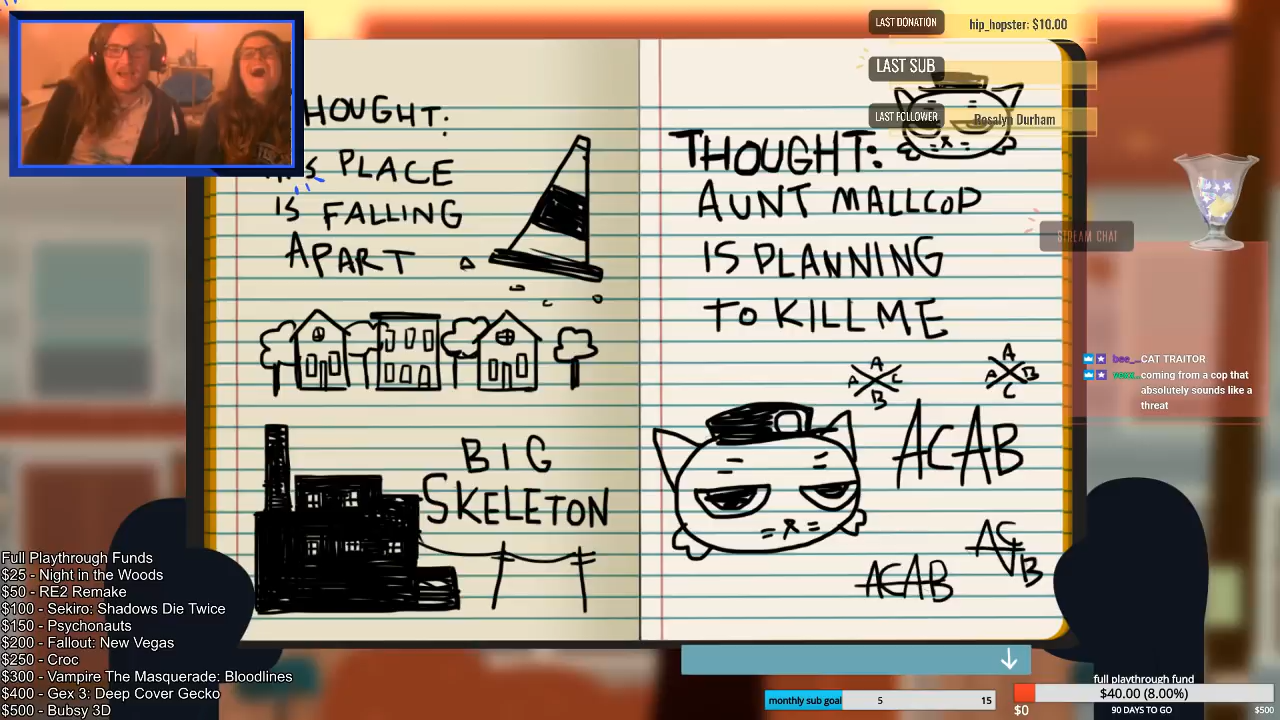 LAST DONATION
hip_hopster: $10.00
LAST SUB
LAST FOLLOWER
Rosalyn Durham
HOUGHT:
PLACE
IS FALLING
APART
BIG
SKELETON
THOUGHT:
AUNT MALLCOP
IS PLANNING
TO KILL ME
A A C B
A A B C
ACAB
ACAB
ACAB
STREAM CHAT
bee_.. CAT TRAITOR
coming from a cop that
absolutely sounds like a
threat
Full Playthrough Funds
$25 - Night in the Woods
$50 - RE2 Remake
$100 - Sekiro: Shadows Die Twice
$150 - Psychonauts
$200 - Fallout: New Vegas
$250 - Croc
$300 - Vampire The Masquerade: Bloodlines
$400 - Gex 3: Deep Cover Gecko
$500 - Bubsy 3D
monthly sub goal 5 15
full playthrough fund
$40.00 (8.00%)
$0 90 DAYS TO GO $500